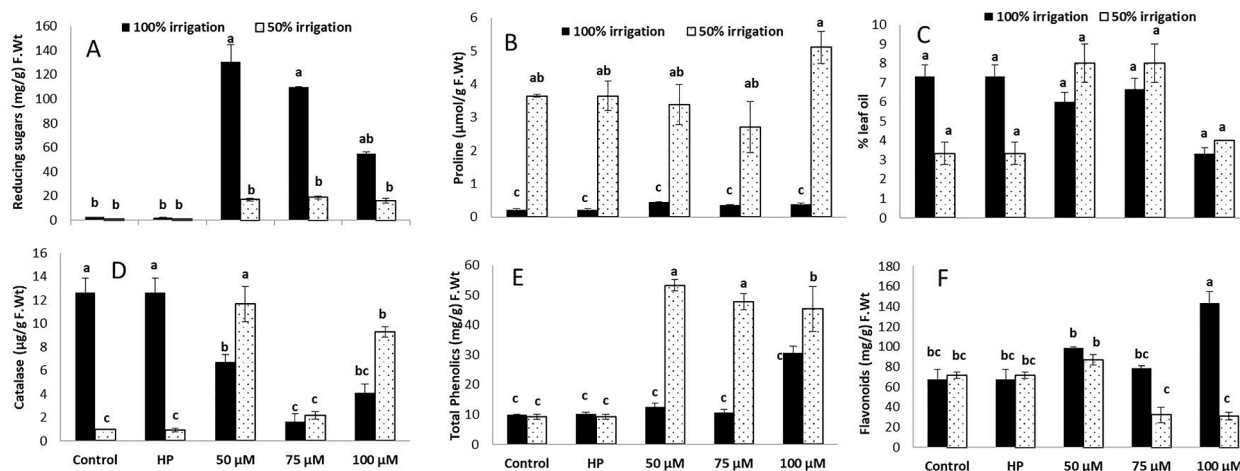 100% irrigation 50% irrigation
A
Reducing sugars (mg/g) F.Wt
160
140
120
100
80
60
40
20
0
b b b b a b a b ab b
100% irrigation 50% irrigation
B
Proline (µmol/g F.Wt)
6
5
4
3
2
1
0
c ab c ab c ab c ab c a
100% irrigation 50% irrigation
C
% leaf oil
10
9
8
7
6
5
4
3
2
1
0
a a a a a a a a a a
D
Catalase (µg/g F.Wt)
16
14
12
10
8
6
4
2
0
a c a c b a c c bc b
Control HP 50 µM 75 µM 100 µM
E
Total Phenolics (mg/g) F.Wt
60
50
40
30
20
10
0
c c c c c a c a c b
Control HP 50 µM 75 µM 100 µM
F
Flavonoids (mg/g) F.Wt
180
160
140
120
100
80
60
40
20
0
bc bc bc bc b b bc c a c
Control HP 50 µM 75 µM 100 µM